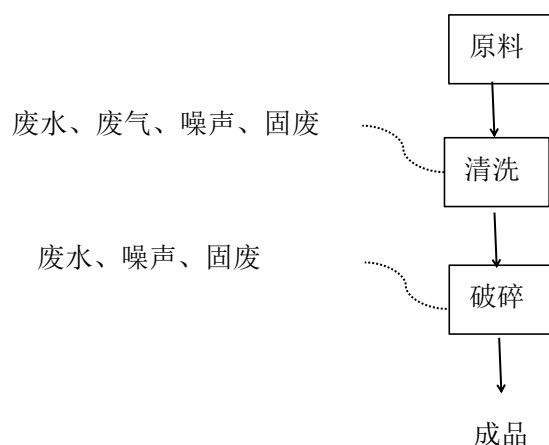 原料
废水、废气、噪声、固废
清洗
废水、噪声、固废
破碎
成品